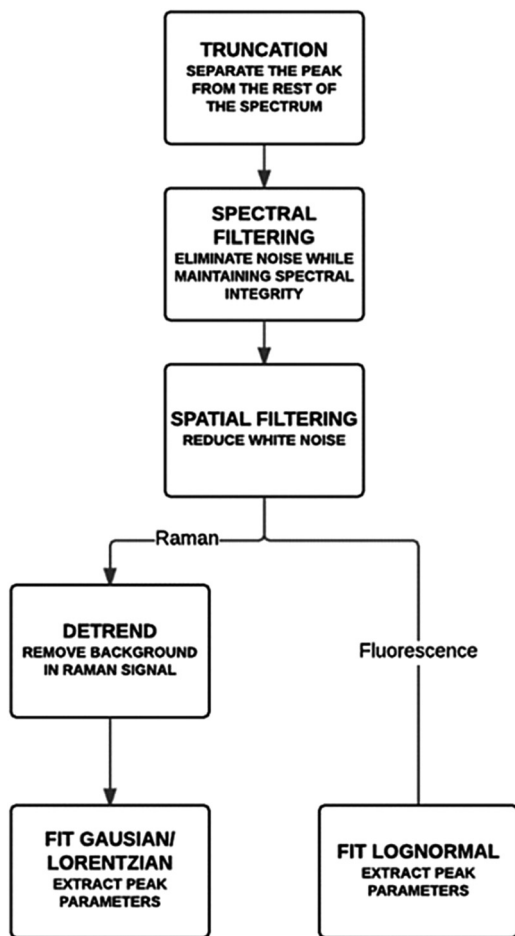 TRUNCATION
SEPARATE THE PEAK
FROM THE REST OF
THE SPECTRUM
SPECTRAL
FILTERING
ELIMINATE NOISE WHILE
MAINTAINING SPECTRAL
INTEGRITY
SPATIAL FILTERING
REDUCE WHITE NOISE
Raman
DETREND
REMOVE BACKGROUND
IN RAMAN SIGNAL
Fluorescence
FIT GAUSIAN/
LORENTZIAN
EXTRACT PEAK
PARAMETERS
FIT LOGNORMAL
EXTRACT PEAK
PARAMETERS